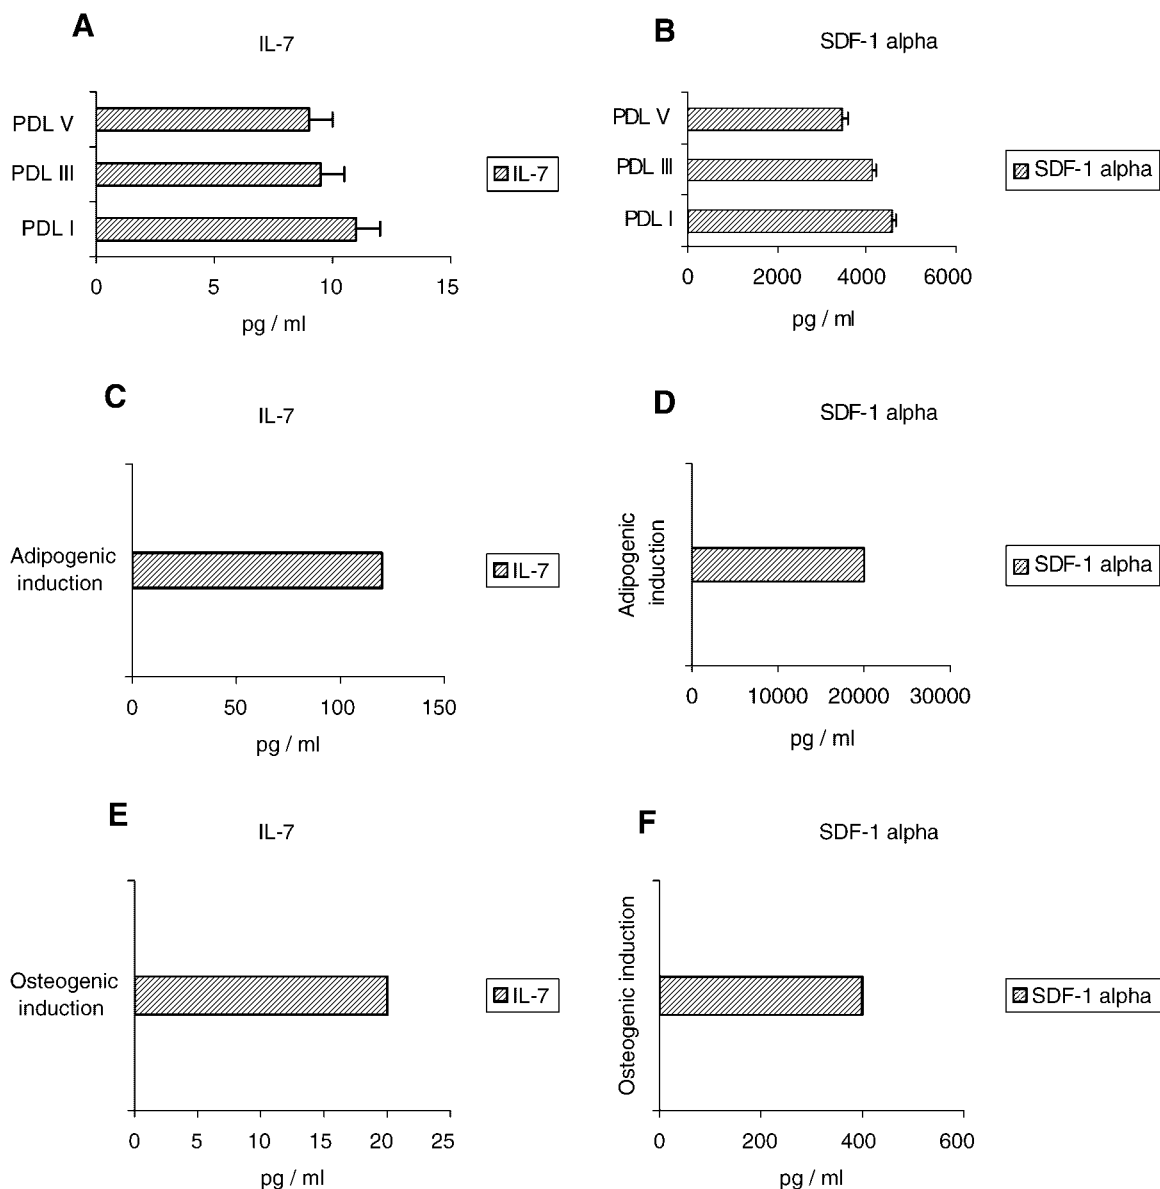 A
IL-7
PDL V
PDL III
PDL I
0 5 10 15
pg / ml
IL-7
B
SDF-1 alpha
PDL V
PDL III
PDL I
0 2000 4000 6000
pg / ml
SDF-1 alpha
C
IL-7
Adipogenic
induction
0 50 100 150
pg / ml
IL-7
D
SDF-1 alpha
Adipogenic
induction
0 10000 20000 30000
pg / ml
SDF-1 alpha
E
IL-7
Osteogenic
induction
0 5 10 15 20 25
pg / ml
IL-7
F
SDF-1 alpha
Osteogenic induction
0 200 400 600
pg / ml
SDF-1 alpha